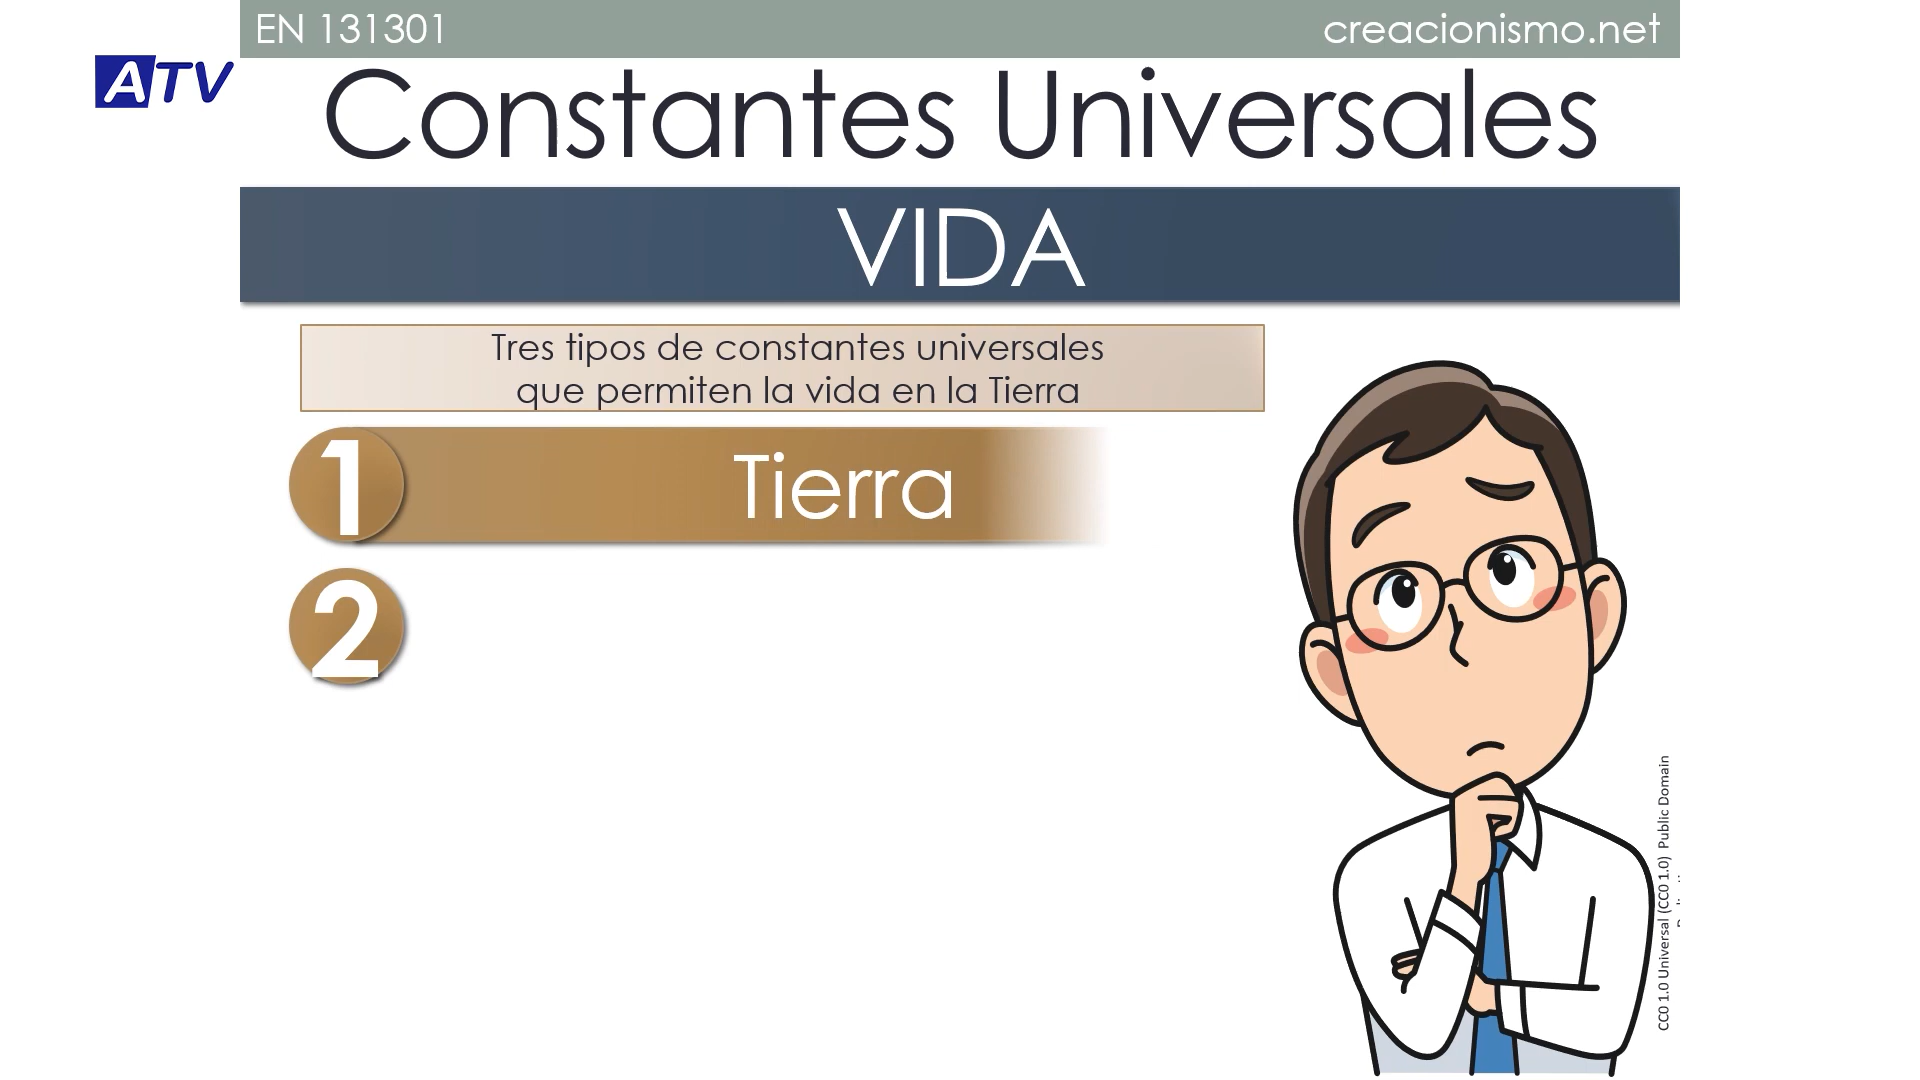 EN 131301
creacionismo.net
ATV
Constantes Universales
VIDA
Tres tipos de constantes universales
que permiten la vida en la Tierra
1
Tierra
2
CC0 1.0 Universal (CC0 1.0) Public Domain